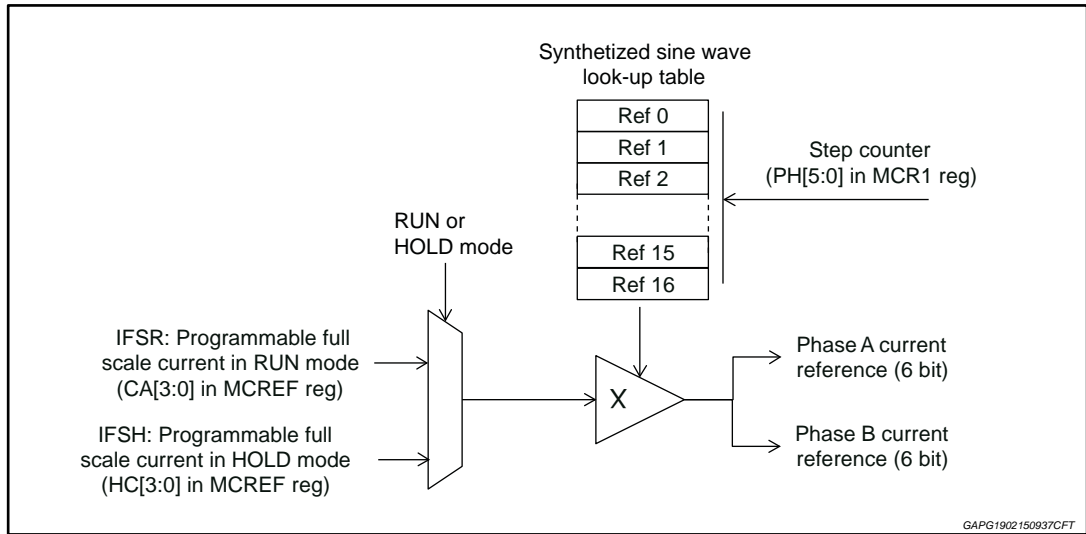 Synthetized sine wave
look-up table
Ref 0
Ref 1
Ref 2
Ref 15
Ref 16
Step counter
(PH[5:0] in MCR1 reg)
RUN or
HOLD mode
IFSR: Programmable full
scale current in RUN mode
(CA[3:0] in MCREF reg)
IFSH: Programmable full
scale current in HOLD mode
(HC[3:0] in MCREF reg)
X
Phase A current
reference (6 bit)
Phase B current
reference (6 bit)
GAPG1902150937CFT